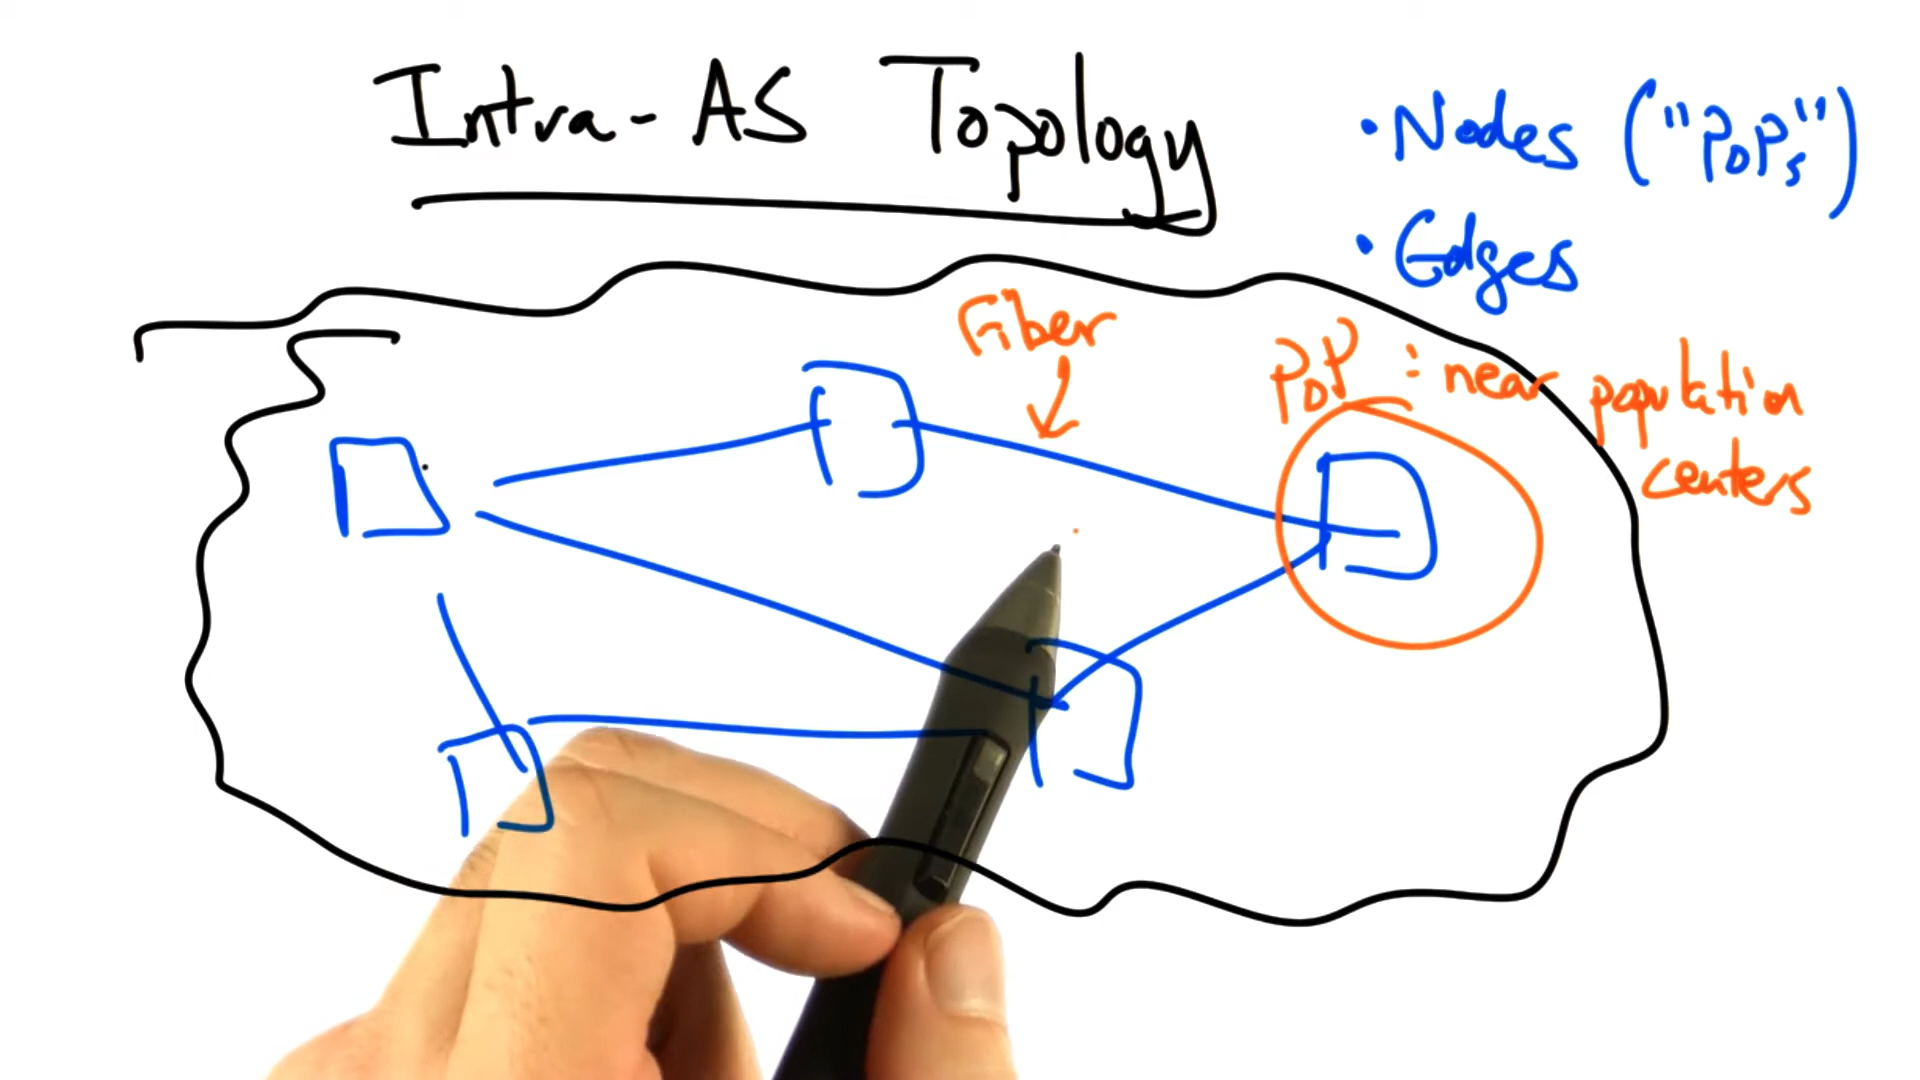 Intra-AS Topology
• Nodes ("PoPs")
• Edges
Fiber
PoP : near population
centers